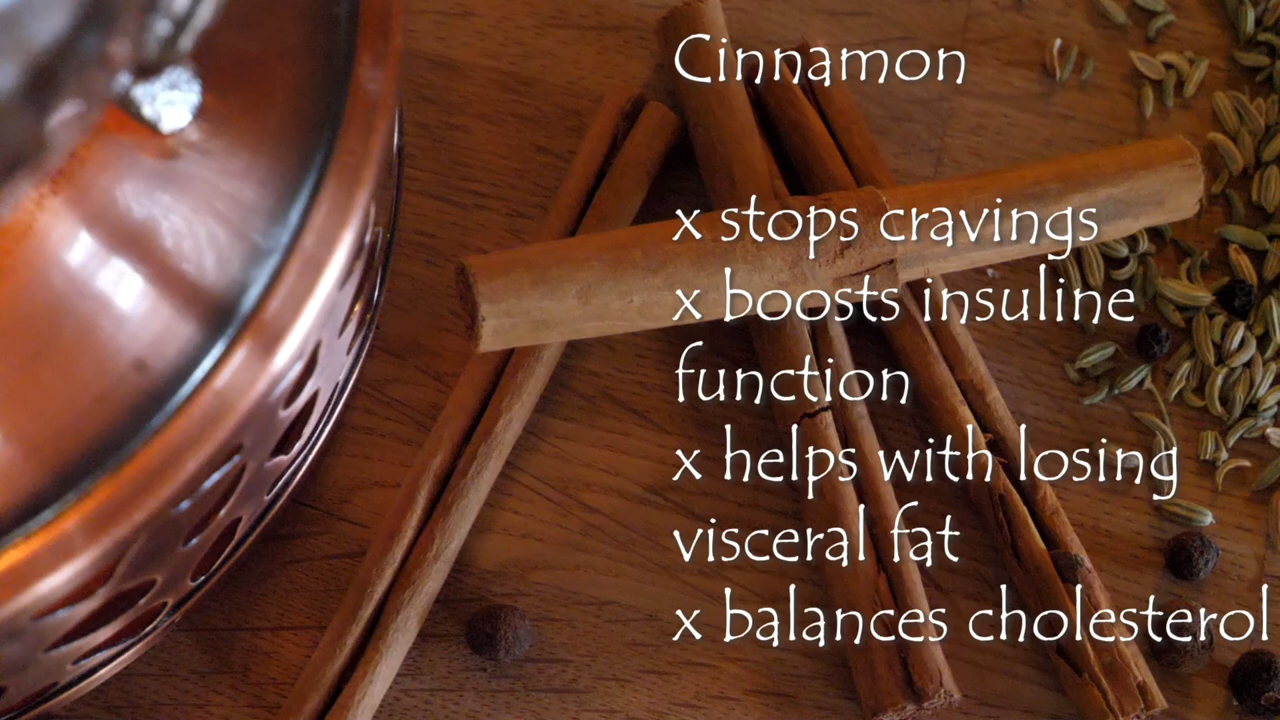 Cinnamon
x stops cravings
x boosts insuline
function
x helps with losing
visceral fat
x balances cholesterol